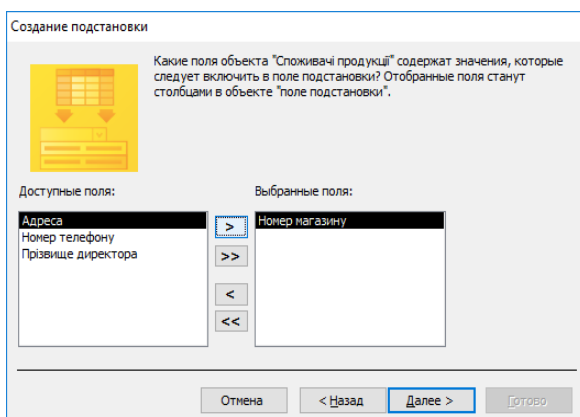 Создание подстановки
Какие поля объекта "Споживачі продукції" содержат значения, которые
следует включить в поле подстановки? Отобранные поля станут
столбцами в объекте "поле подстановки".
Доступные поля:
Выбранные поля:
Адреса
Номер телефону
Прізвище директора
>
>>
<
<<
Номер магазину
Отмена
< Назад
Далее >
Готово